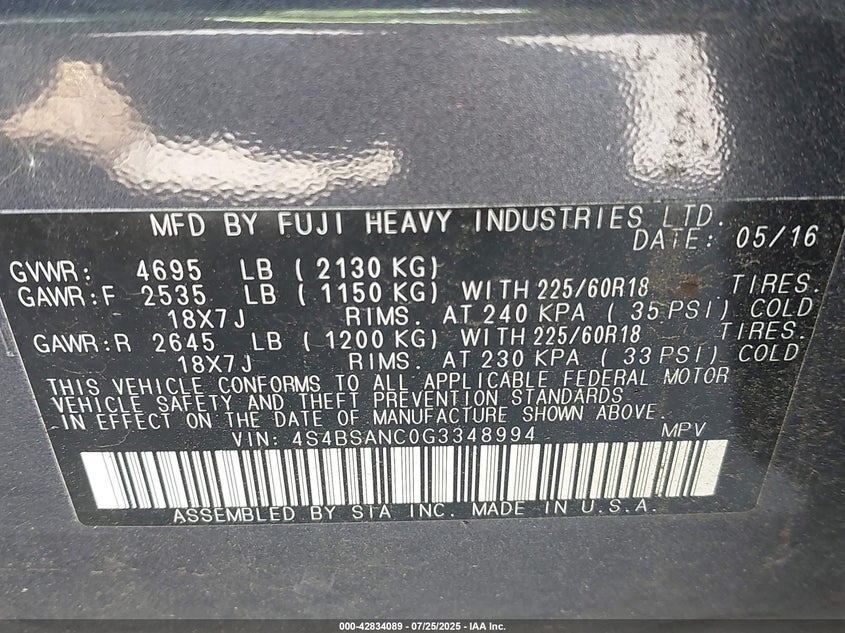 MFD BY FUJI HEAVY INDUSTRIES LTD.
DATE: 05/16
GVWR: 4695 LB ( 2130 KG)
GAWR:F 2535 LB ( 1150 KG) WITH 225/60R18 TIRES.
18X7J RIMS. AT 240 KPA ( 35 PSI) COLD
GAWR:R 2645 LB ( 1200 KG) WITH 225/60R18 TIRES.
18X7J RIMS. AT 230 KPA ( 33 PSI) COLD
THIS VEHICLE CONFORMS TO ALL APPLICABLE FEDERAL MOTOR
VEHICLE SAFETY AND THEFT PREVENTION STANDARDS
IN EFFECT ON THE DATE OF MANUFACTURE SHOWN ABOVE.
VIN: 4S4BSANC0G3348994 MPV
ASSEMBLED BY SIA INC. MADE IN U.S.A.
000-42834089 - 07/25/2025 - IAA Inc.